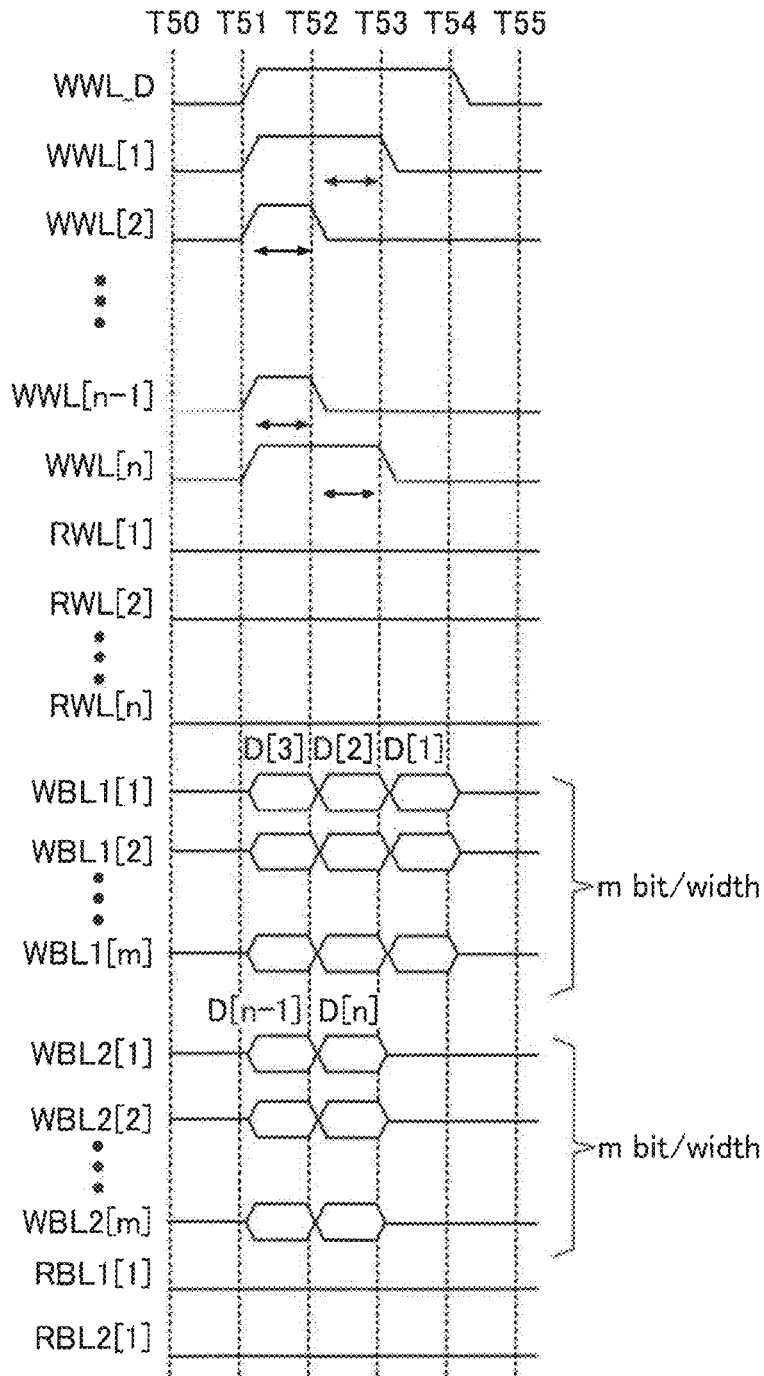 T50 T51 T52 T53 T54 T55
WWL_D
WWL[1]
WWL[2]
WWL[n-1]
WWL[n]
RWL[1]
RWL[2]
RWL[n]
D[3] D[2] D[1]
WBL1[1]
WBL1[2]
m bit/width
WBL1[m]
D[n-1] D[n]
WBL2[1]
WBL2[2]
m bit/width
WBL2[m]
RBL1[1]
RBL2[1]